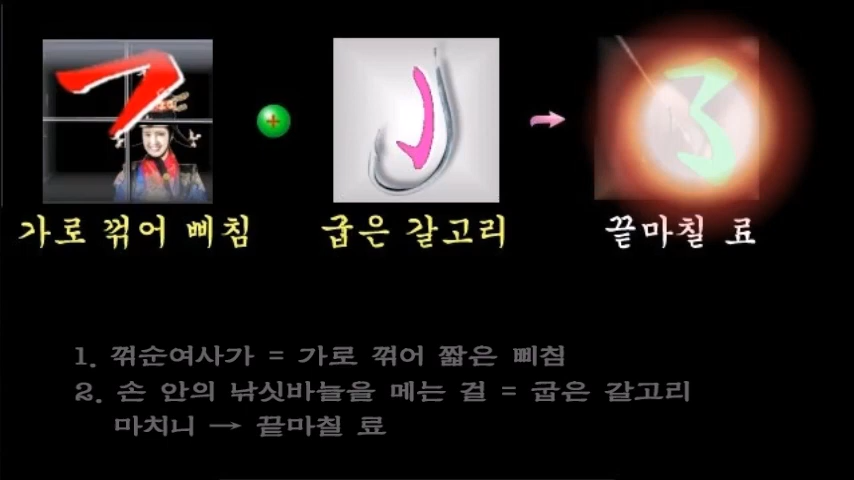 가로 꺾어 삐침
굽은 갈고리
끝마칠 료
1. 꺾순여사가 = 가로 꺾어 짧은 삐침
2. 손 안의 낚싯바늘을 메는 걸 = 굽은 갈고리
마치니 → 끝마칠 료